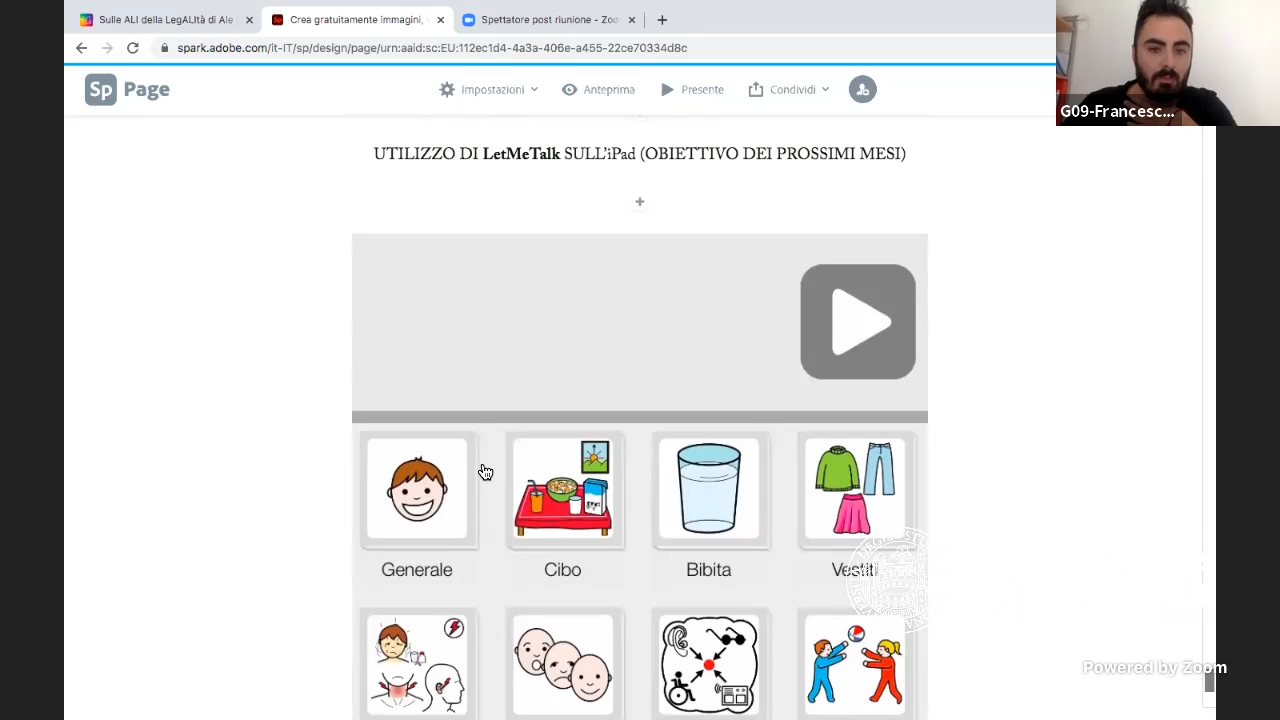 Sulle ALI della LegALItà di Ale
Crea gratuitamente immagini, v
Spettatore post riunione - Zoo
spark.adobe.com/it-IT/sp/design/page/urn:aaid:sc:EU:112ec1d4-4a3a-406e-a455-22ce70334d8c
Sp Page
Impostazioni
Anteprima
Presente
Condividi
G09-Francesc...
UTILIZZO DI LetMeTalk SULL'iPad (OBIETTIVO DEI PROSSIMI MESI)
Generale
Cibo
Bibita
Vestiti
Powered by Zoom